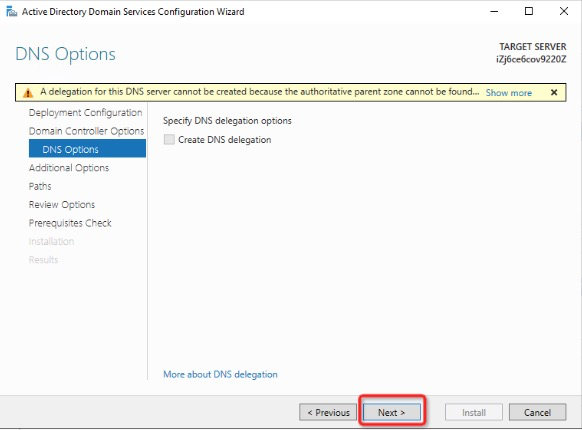 Active Directory Domain Services Configuration Wizard
DNS Options
TARGET SERVER
iZj6ce6cov9220Z
A delegation for this DNS server cannot be created because the authoritative parent zone cannot be found... Show more
Deployment Configuration
Domain Controller Options
DNS Options
Additional Options
Paths
Review Options
Prerequisites Check
Installation
Results
Specify DNS delegation options
Create DNS delegation
More about DNS delegation
< Previous
Next >
Install
Cancel